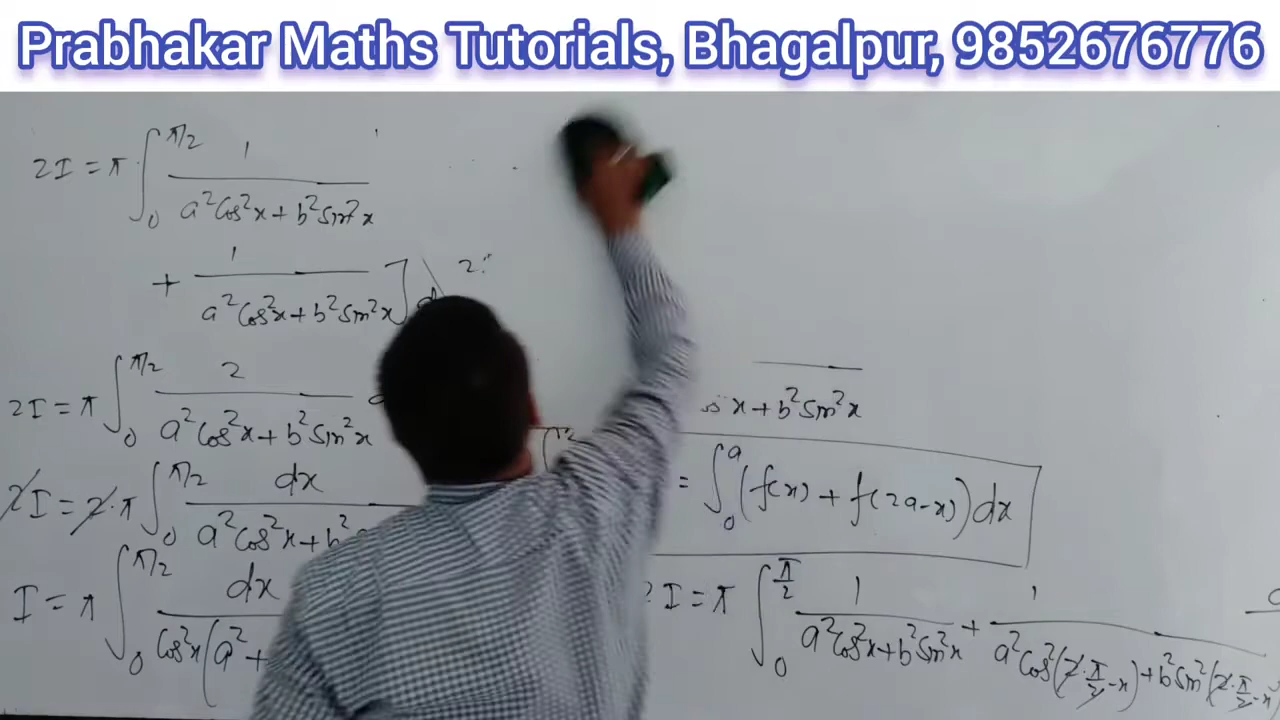 Prabhakar Maths Tutorials, Bhagalpur, 9852676776
2I = π ∫₀^π/2 1/(a²Cos²x + b²Sin²x)
+ 1/(a²Cos²x + b²Sin²x)] d
2I = π ∫₀^π/2 2/(a²Cos²x + b²Sin²x)
2I = 2·π ∫₀^π/2 dx/(a²Cos²x + b²
I = π ∫₀^π/2 dx/(Cos²x(a² +
x + b²Sin²x
= ∫₀^a (f(x) + f(2a-x)) dx
2I = π ∫₀^π/2 1/(a²Cos²x + b²Sin²x) + 1/(a²Cos²(2·π/2-x) + b²Sin²(2·π/2-x)